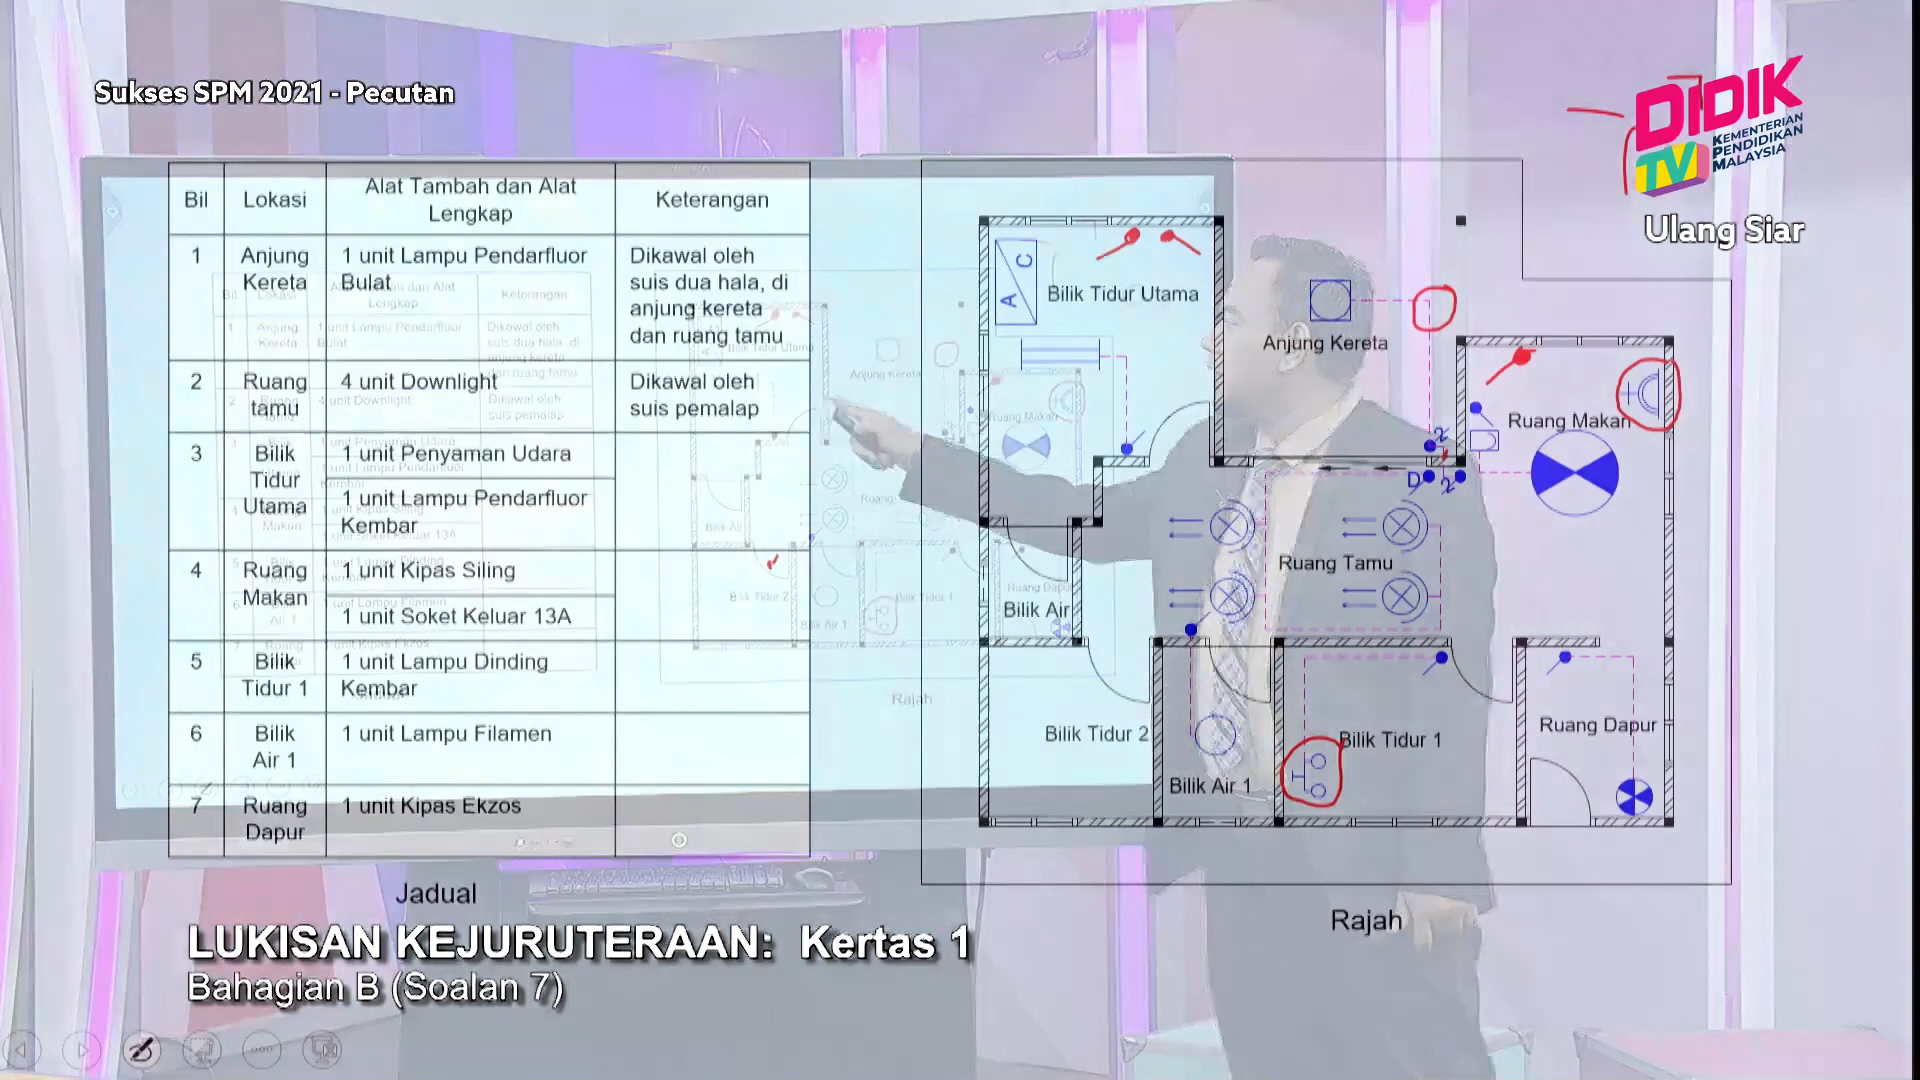 Sukses SPM 2021 - Pecutan
DIDIK
TV
KEMENTERIAN
PENDIDIKAN
MALAYSIA
Ulang Siar
Bil
Lokasi
Alat Tambah dan Alat
Lengkap
Keterangan
1
Anjung
Kereta
1 unit Lampu Pendarfluor
Bulat
Dikawal oleh
suis dua hala, di
anjung kereta
dan ruang tamu
2
Ruang
tamu
4 unit Downlight
Dikawal oleh
suis pemalap
3
Bilik
Tidur
Utama
1 unit Penyaman Udara
1 unit Lampu Pendarfluor
Kembar
4
Ruang
Makan
1 unit Kipas Siling
1 unit Soket Keluar 13A
5
Bilik
Tidur 1
1 unit Lampu Dinding
Kembar
6
Bilik
Air 1
1 unit Lampu Filamen
7
Ruang
Dapur
1 unit Kipas Ekzos
Jadual
A C
Bilik Tidur Utama
Anjung Kereta
Ruang Makan
2
D
2
Ruang Tamu
Bilik Air
Bilik Tidur 2
Bilik Air 1
Bilik Tidur 1
Ruang Dapur
Rajah
Rajah
LUKISAN KEJURUTERAAN: Kertas 1
Bahagian B (Soalan 7)